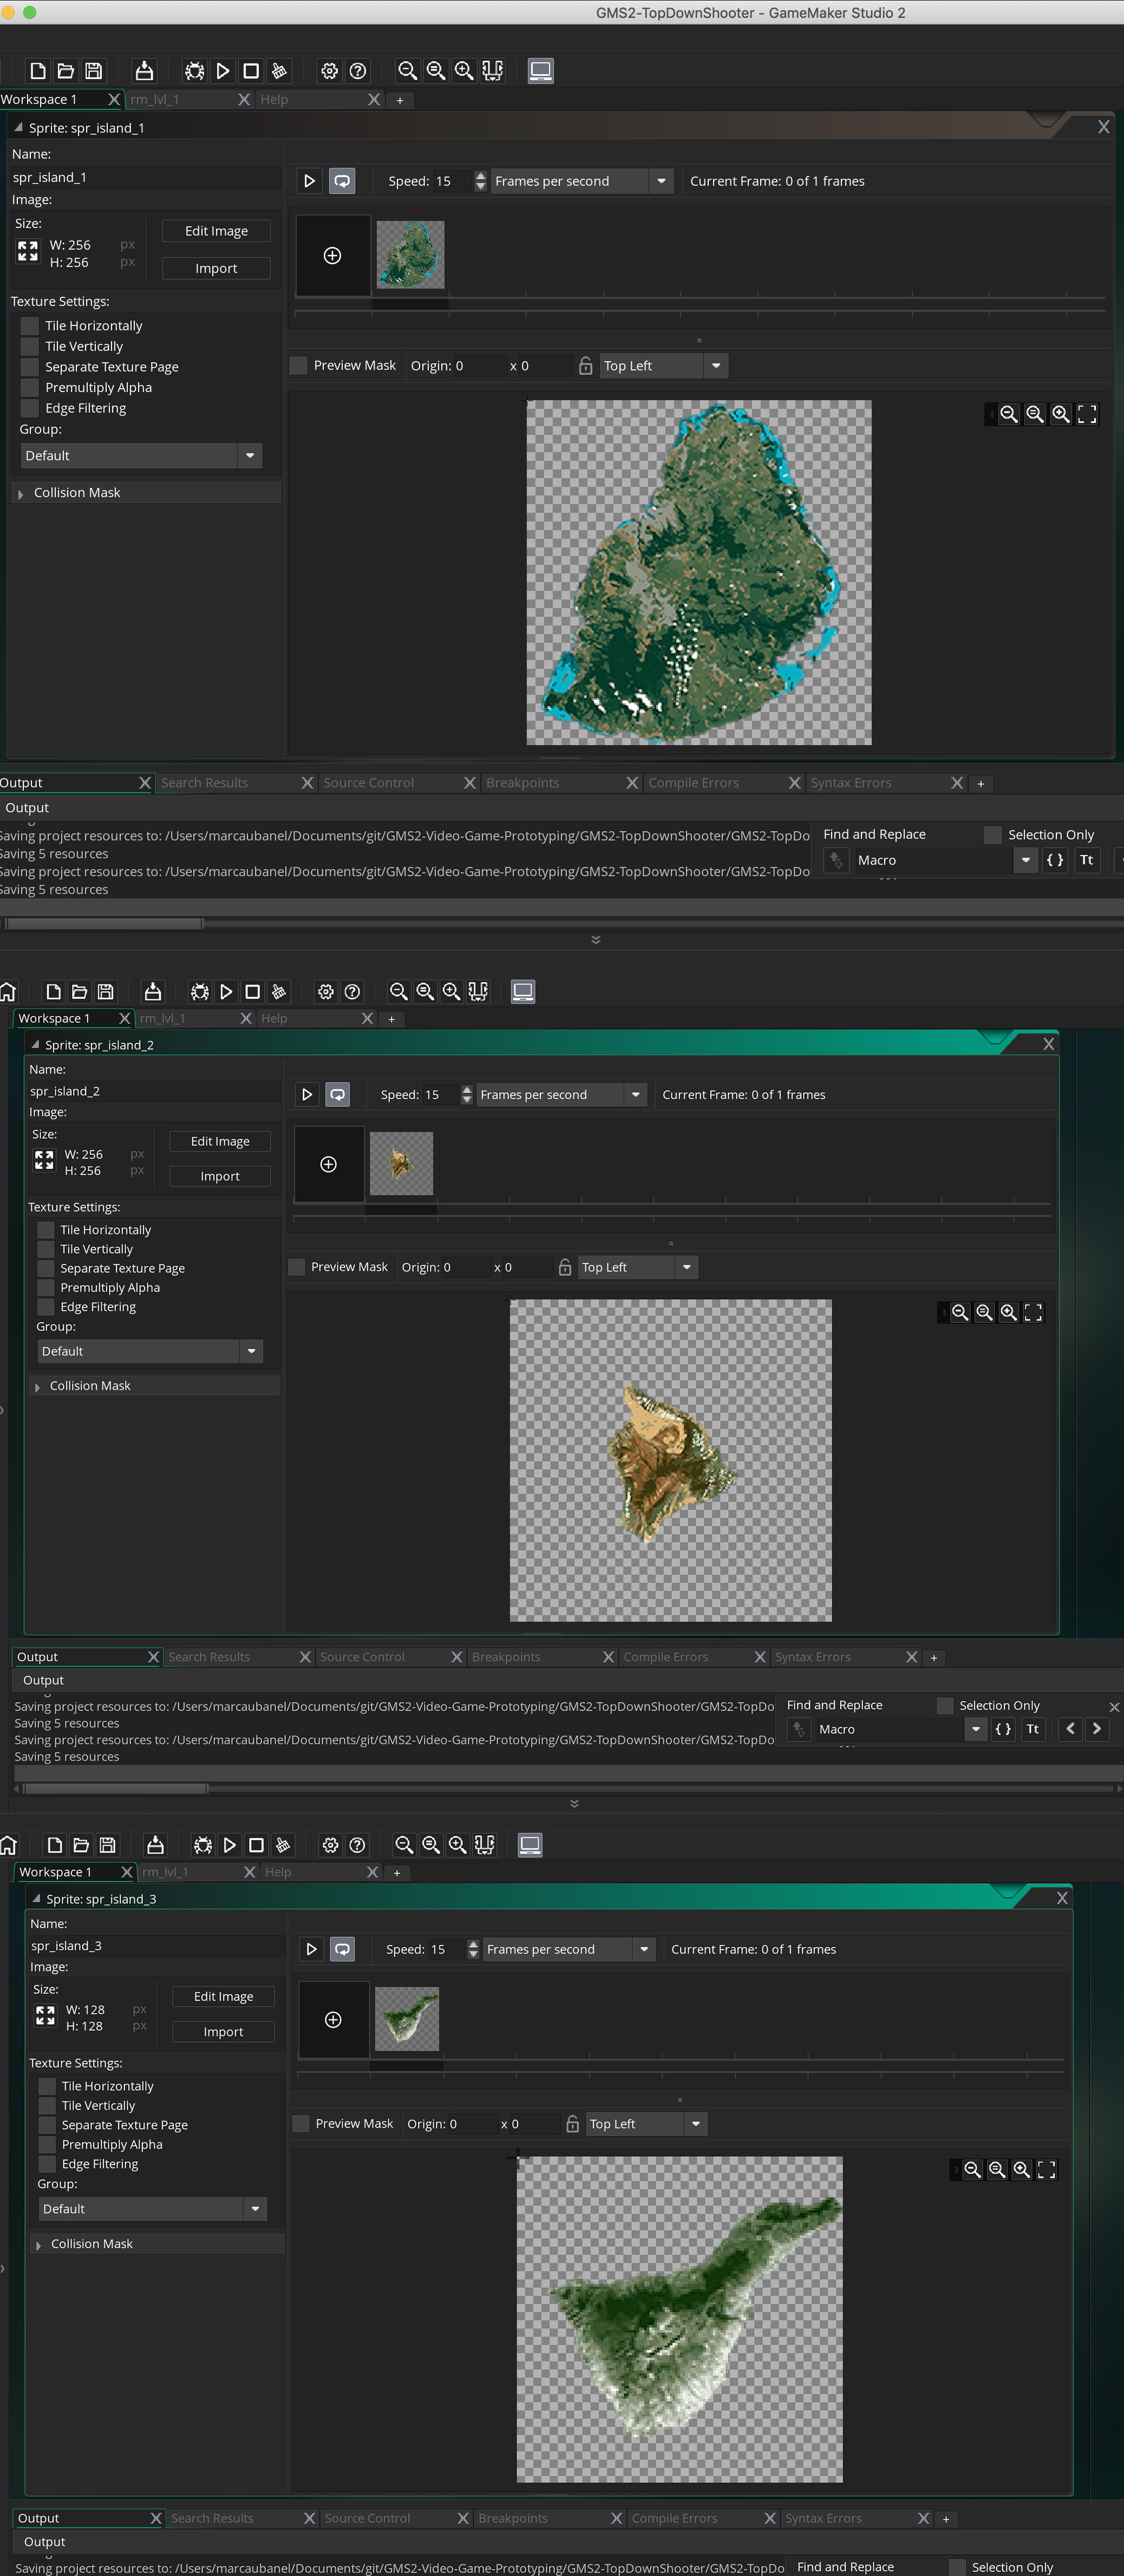 GMS2-TopDownShooter - GameMaker Studio 2
Workspace 1 rm_lvl_1 Help
Sprite: spr_island_1
Name:
spr_island_1
Speed: 15 Frames per second Current Frame: 0 of 1 frames
Image:
Size:
W: 256 px
H: 256 px
Edit Image
Import
Texture Settings:
Tile Horizontally
Tile Vertically
Separate Texture Page
Premultiply Alpha
Edge Filtering
Preview Mask Origin: 0 x 0 Top Left
Group:
Default
Collision Mask
Output Search Results Source Control Breakpoints Compile Errors Syntax Errors
Output
Saving project resources to: /Users/marcaubanel/Documents/git/GMS2-Video-Game-Prototyping/GMS2-TopDownShooter/GMS2-TopDo
Saving 5 resources
Saving project resources to: /Users/marcaubanel/Documents/git/GMS2-Video-Game-Prototyping/GMS2-TopDownShooter/GMS2-TopDo
Saving 5 resources
Find and Replace Selection Only
Macro { } Tt
Workspace 1 rm_lvl_1 Help
Sprite: spr_island_2
Name:
spr_island_2
Speed: 15 Frames per second Current Frame: 0 of 1 frames
Image:
Size:
W: 256 px
H: 256 px
Edit Image
Import
Texture Settings:
Tile Horizontally
Tile Vertically
Separate Texture Page
Premultiply Alpha
Edge Filtering
Preview Mask Origin: 0 x 0 Top Left
Group:
Default
Collision Mask
Output Search Results Source Control Breakpoints Compile Errors Syntax Errors
Output
Saving project resources to: /Users/marcaubanel/Documents/git/GMS2-Video-Game-Prototyping/GMS2-TopDownShooter/GMS2-TopDo
Saving 5 resources
Saving project resources to: /Users/marcaubanel/Documents/git/GMS2-Video-Game-Prototyping/GMS2-TopDownShooter/GMS2-TopDo
Saving 5 resources
Find and Replace Selection Only
Macro { } Tt
Workspace 1 rm_lvl_1 Help
Sprite: spr_island_3
Name:
spr_island_3
Speed: 15 Frames per second Current Frame: 0 of 1 frames
Image:
Size:
W: 128 px
H: 128 px
Edit Image
Import
Texture Settings:
Tile Horizontally
Tile Vertically
Separate Texture Page
Premultiply Alpha
Edge Filtering
Preview Mask Origin: 0 x 0 Top Left
Group:
Default
Collision Mask
Output Search Results Source Control Breakpoints Compile Errors Syntax Errors
Output
Saving project resources to: /Users/marcaubanel/Documents/git/GMS2-Video-Game-Prototyping/GMS2-TopDownShooter/GMS2-TopDo
Find and Replace Selection Only